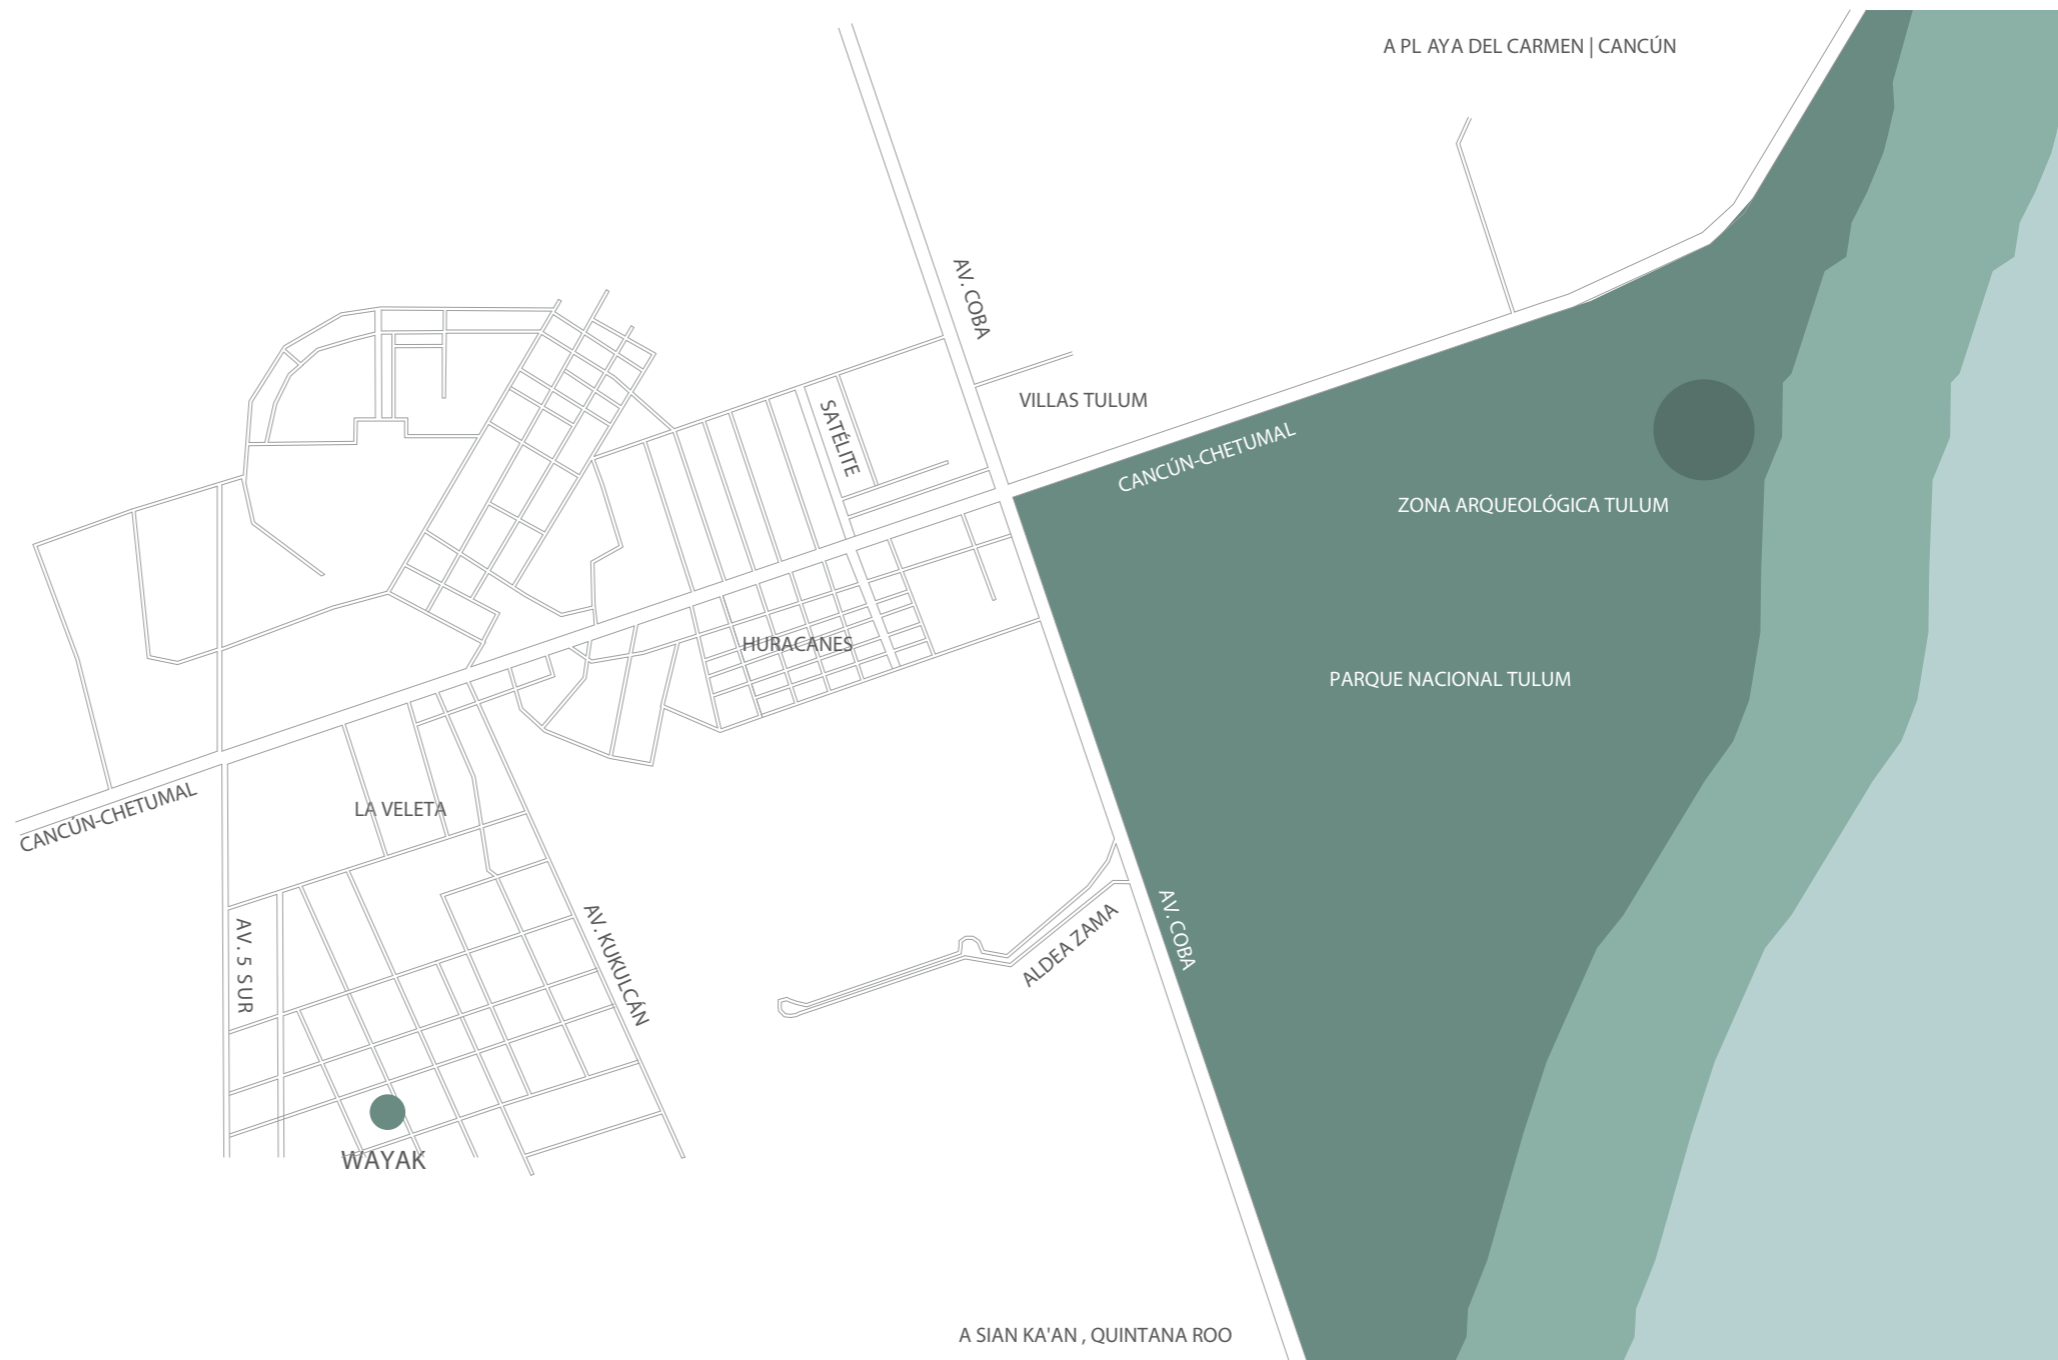 A PL AYA DEL CARMEN | CANCÚN
AV. COBA
VILLAS TULUM
SATÉLITE
CANCÚN-CHETUMAL
ZONA ARQUEOLÓGICA TULUM
HURACANES
PARQUE NACIONAL TULUM
CANCÚN-CHETUMAL
LA VELETA
AV. 5 SUR
AV. KUKULCÁN
ALDEA ZAMA
AV. COBA
WAYAK
A SIAN KA'AN , QUINTANA ROO